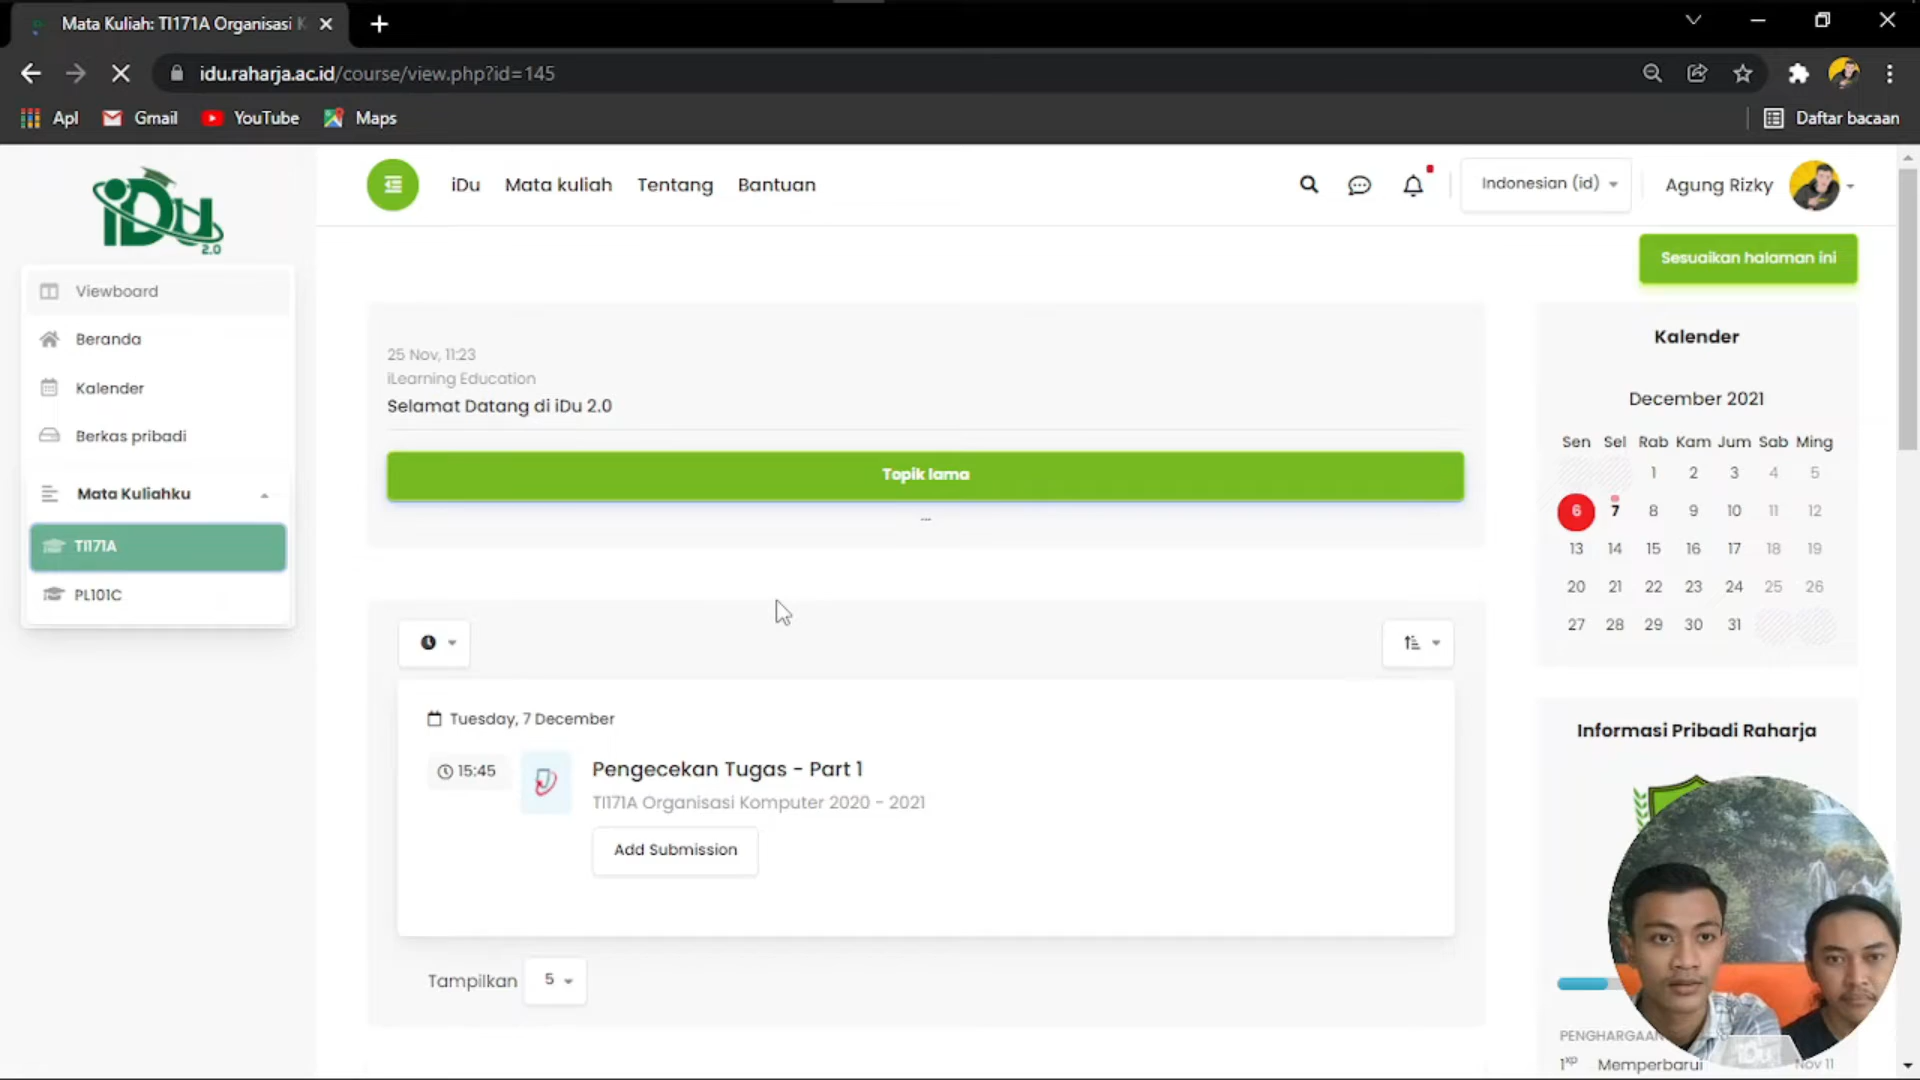 Mata Kuliah: TI171A Organisasi K
idu.raharja.ac.id/course/view.php?id=145
Apl
Gmail
YouTube
Maps
Daftar bacaan
iDu
2.0
iDu
Mata kuliah
Tentang
Bantuan
Indonesian (id)
Agung Rizky
Sesuaikan halaman ini
Viewboard
Beranda
Kalender
Berkas pribadi
Mata Kuliahku
TI171A
PL101C
25 Nov, 11:23
iLearning Education
Selamat Datang di iDu 2.0
Topik lama
...
Tuesday, 7 December
15:45
Pengecekan Tugas - Part 1
TI171A Organisasi Komputer 2020 - 2021
Add Submission
Tampilkan 5
Kalender
December 2021
Sen Sel Rab Kam Jum Sab Ming
1 2 3 4 5
6 7 8 9 10 11 12
13 14 15 16 17 18 19
20 21 22 23 24 25 26
27 28 29 30 31
Informasi Pribadi Raharja
PENGHARGAAN
1xp Memperbarui Nov 11
iDu